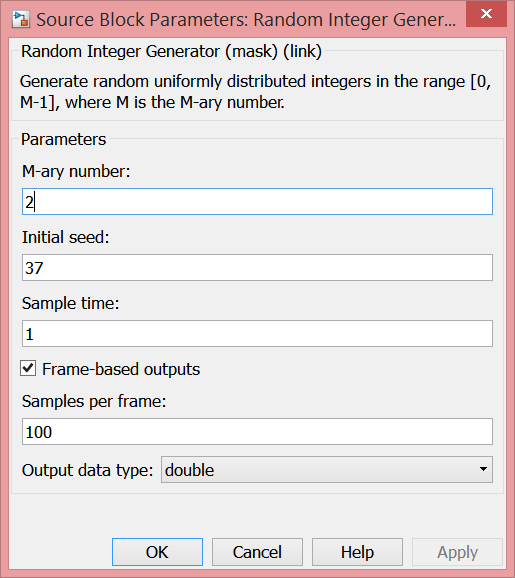 Source Block Parameters: Random Integer Gener...
Random Integer Generator (mask) (link)
Generate random uniformly distributed integers in the range [0,
M-1], where M is the M-ary number.
Parameters
M-ary number:
2
Initial seed:
37
Sample time:
1
Frame-based outputs
Samples per frame:
100
Output data type: double
OK Cancel Help Apply